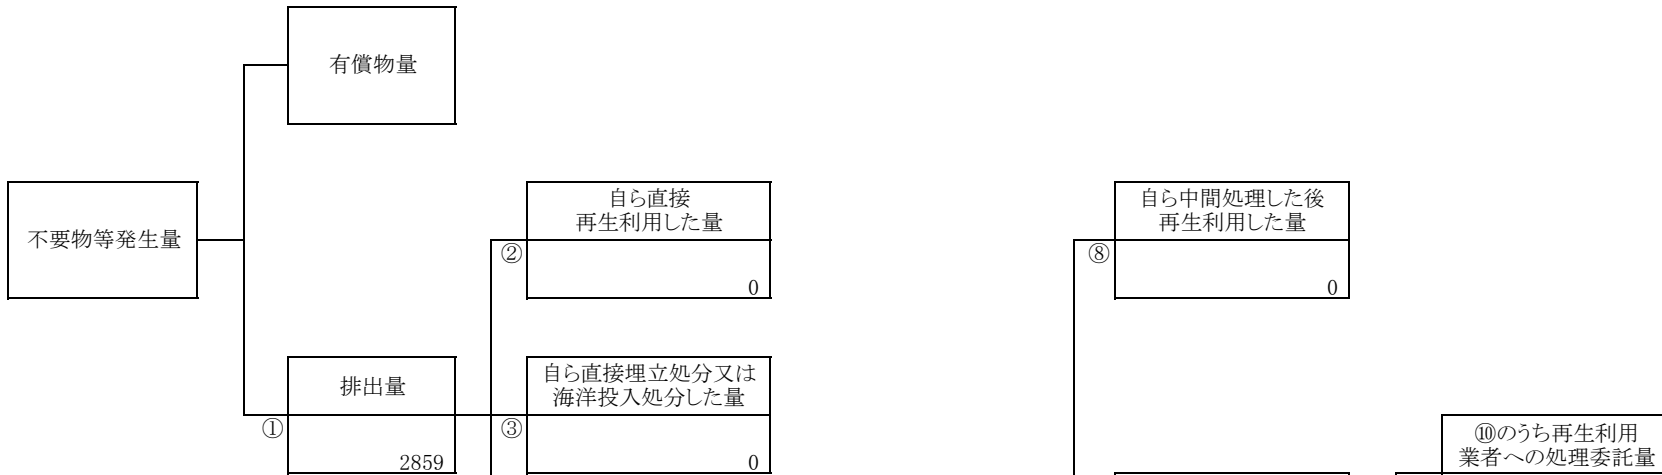 有償物量
不要物等発生量
自ら直接
再生利用した量
②
0
自ら中間処理した後
再生利用した量
⑧
0
排出量
①
2859
自ら直接埋立処分又は
海洋投入処分した量
③
0
⑩のうち再生利用
業者への処理委託量